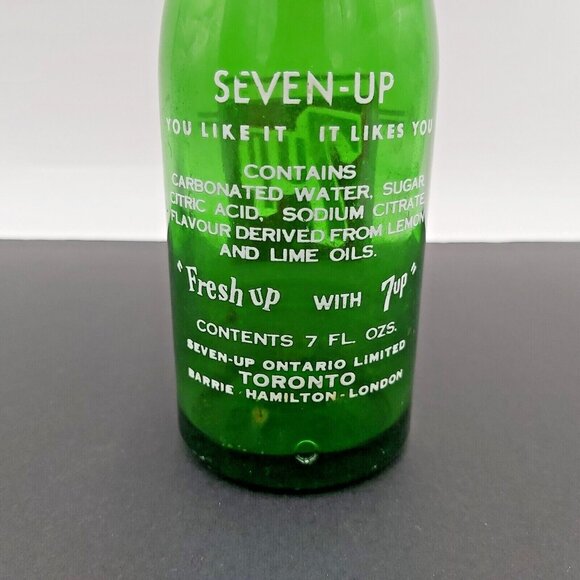 SEVEN-UP
YOU LIKE IT IT LIKES YOU
CONTAINS
CARBONATED WATER, SUGAR
CITRIC ACID, SODIUM CITRATE
FLAVOUR DERIVED FROM LEMON
AND LIME OILS.
"Fresh up WITH 7up"
CONTENTS 7 FL. OZS.
SEVEN-UP ONTARIO LIMITED
TORONTO
BARRIE - HAMILTON - LONDON